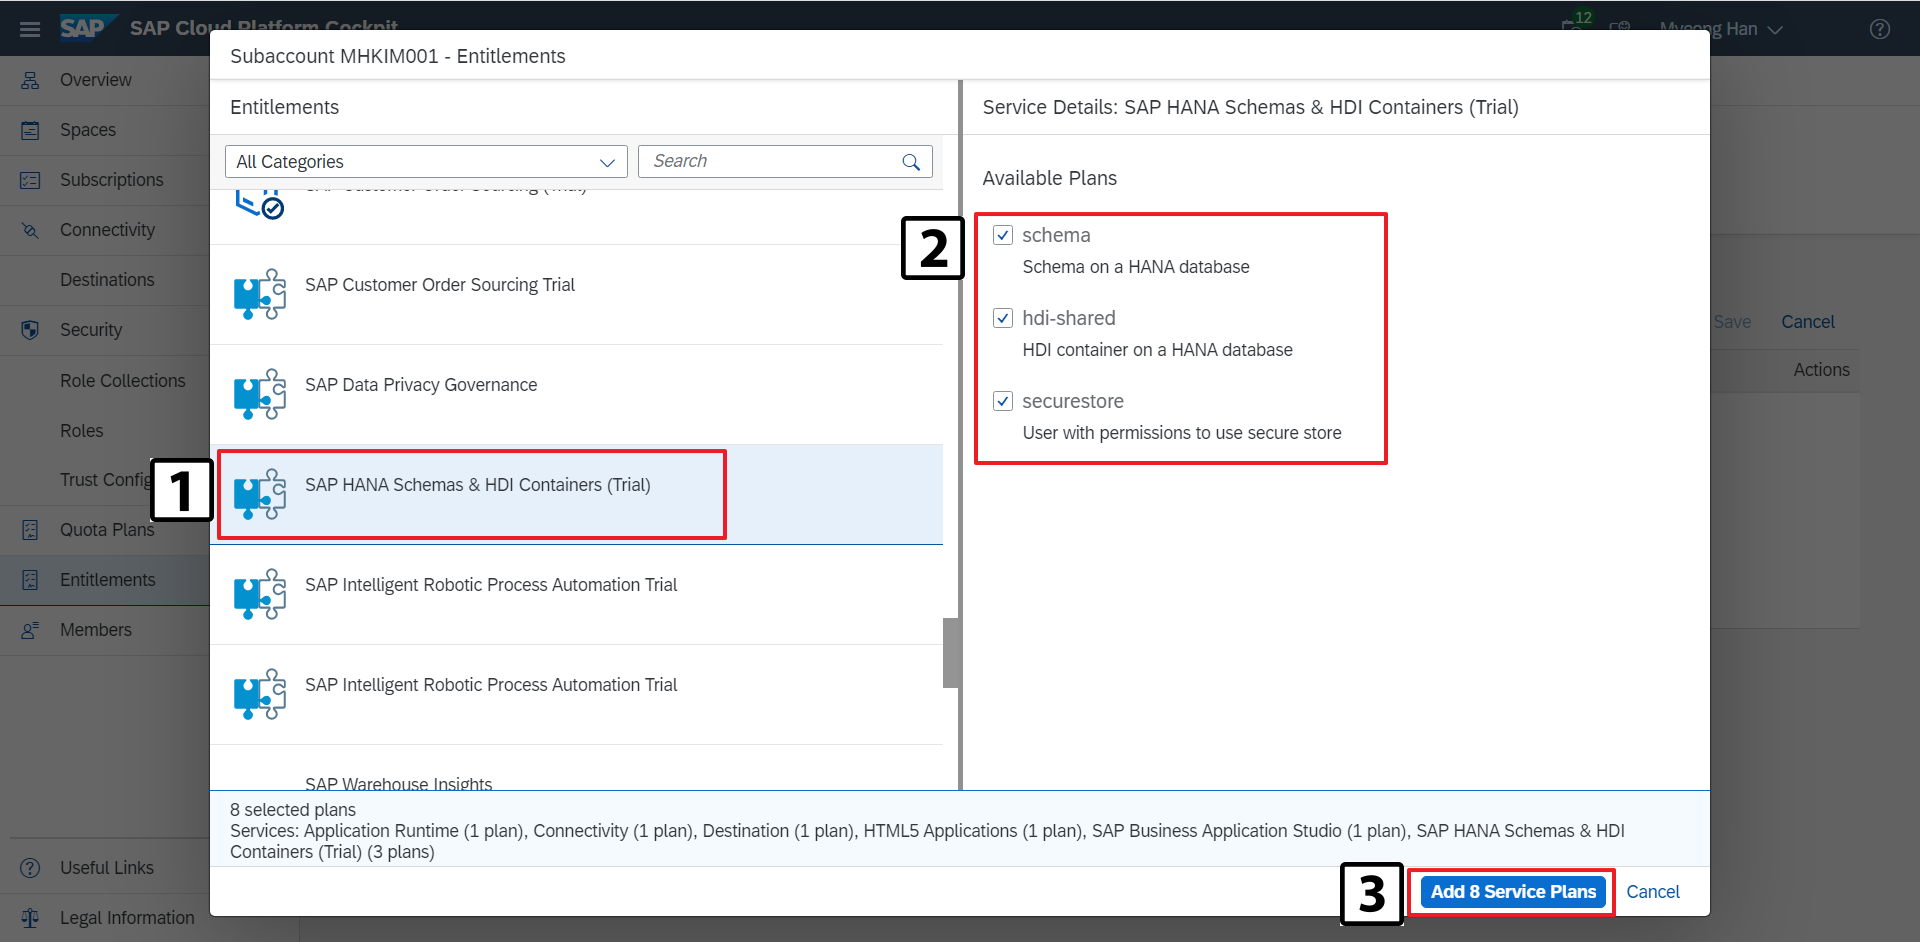 SAP SAP Cloud Platform Cockpit
12
Myoong Han
Overview
Spaces
Subscriptions
Connectivity
Destinations
Security
Role Collections
Roles
Trust Config
Quota Plans
Entitlements
Members
Useful Links
Legal Information
Subaccount MHKIM001 - Entitlements
Entitlements
All Categories
Search
SAP Customer Order Sourcing (Trial)
SAP Customer Order Sourcing Trial
SAP Data Privacy Governance
1
SAP HANA Schemas & HDI Containers (Trial)
SAP Intelligent Robotic Process Automation Trial
SAP Intelligent Robotic Process Automation Trial
SAP Warehouse Insights
Service Details: SAP HANA Schemas & HDI Containers (Trial)
Available Plans
2
schema
Schema on a HANA database
hdi-shared
HDI container on a HANA database
securestore
User with permissions to use secure store
Save Cancel
Actions
8 selected plans
Services: Application Runtime (1 plan), Connectivity (1 plan), Destination (1 plan), HTML5 Applications (1 plan), SAP Business Application Studio (1 plan), SAP HANA Schemas & HDI
Containers (Trial) (3 plans)
3
Add 8 Service Plans Cancel